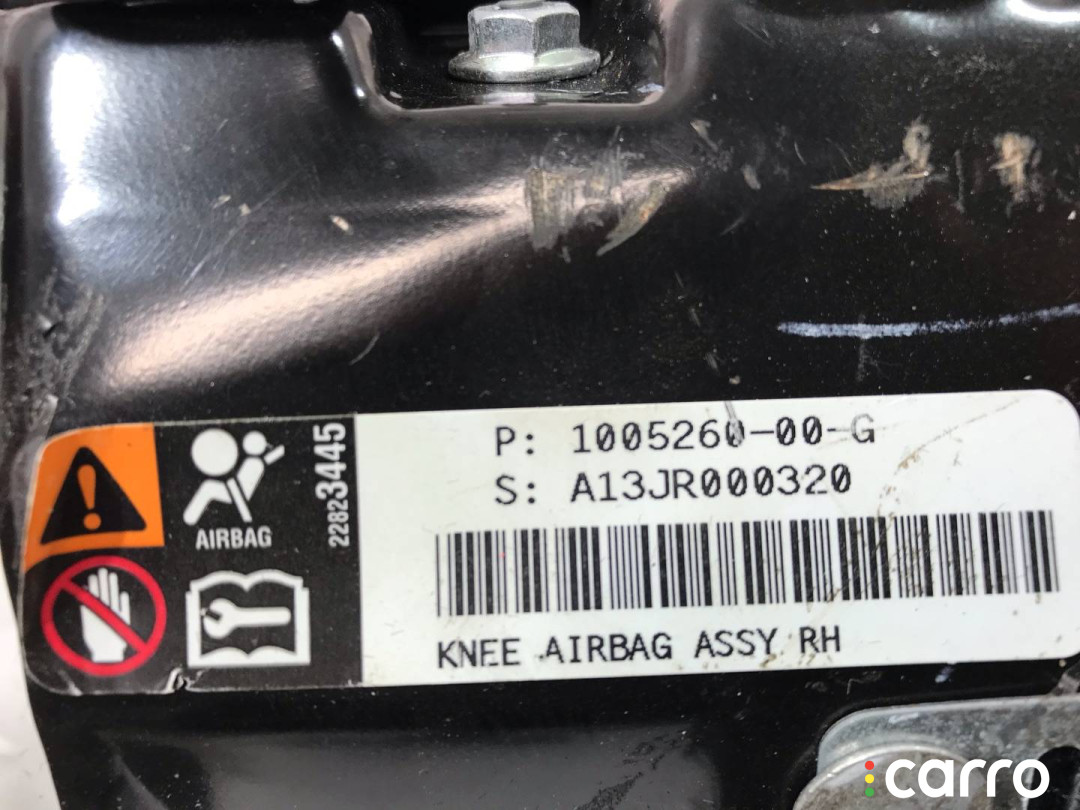 P: 1005260-00-G
S: A13JR000320
22823445
AIRBAG
KNEE AIRBAG ASSY RH
carro